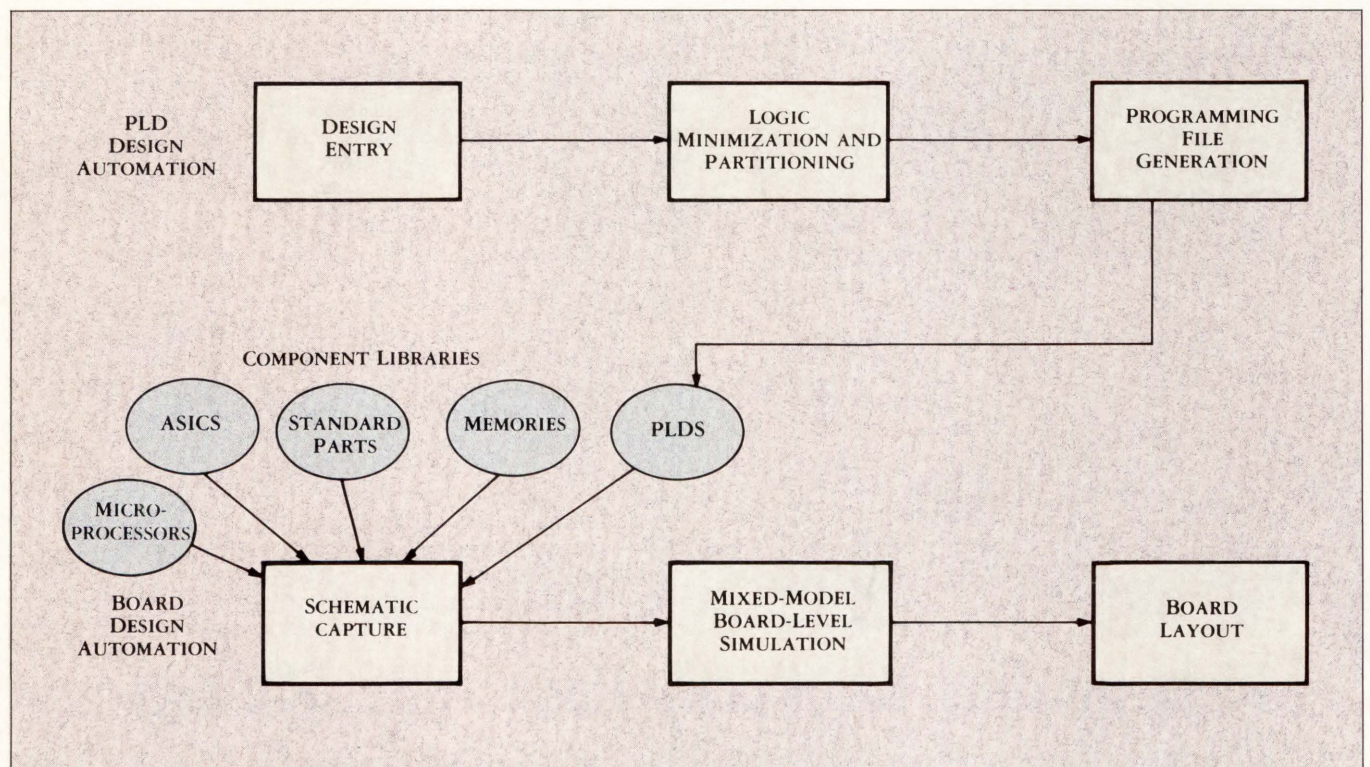 PLD
DESIGN
AUTOMATION
DESIGN
ENTRY
LOGIC
MINIMIZATION AND
PARTITIONING
PROGRAMMING
FILE
GENERATION
COMPONENT LIBRARIES
ASICS
STANDARD
PARTS
MEMORIES
PLDS
MICRO-
PROCESSORS
BOARD
DESIGN
AUTOMATION
SCHEMATIC
CAPTURE
MIXED-MODEL
BOARD-LEVEL
SIMULATION
BOARD
LAYOUT